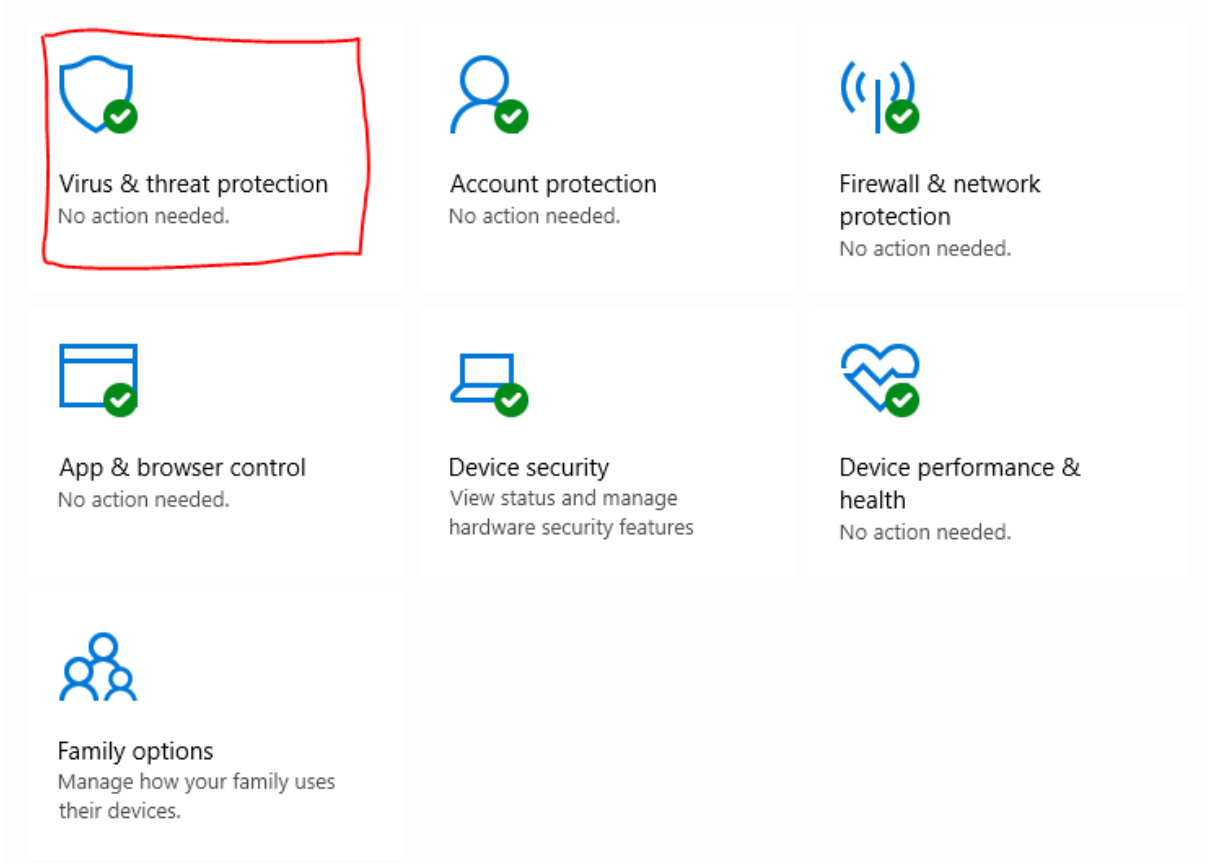 Virus & threat protection
No action needed.
Account protection
No action needed.
Firewall & network
protection
No action needed.
App & browser control
No action needed.
Device security
View status and manage
hardware security features
Device performance &
health
No action needed.
Family options
Manage how your family uses
their devices.